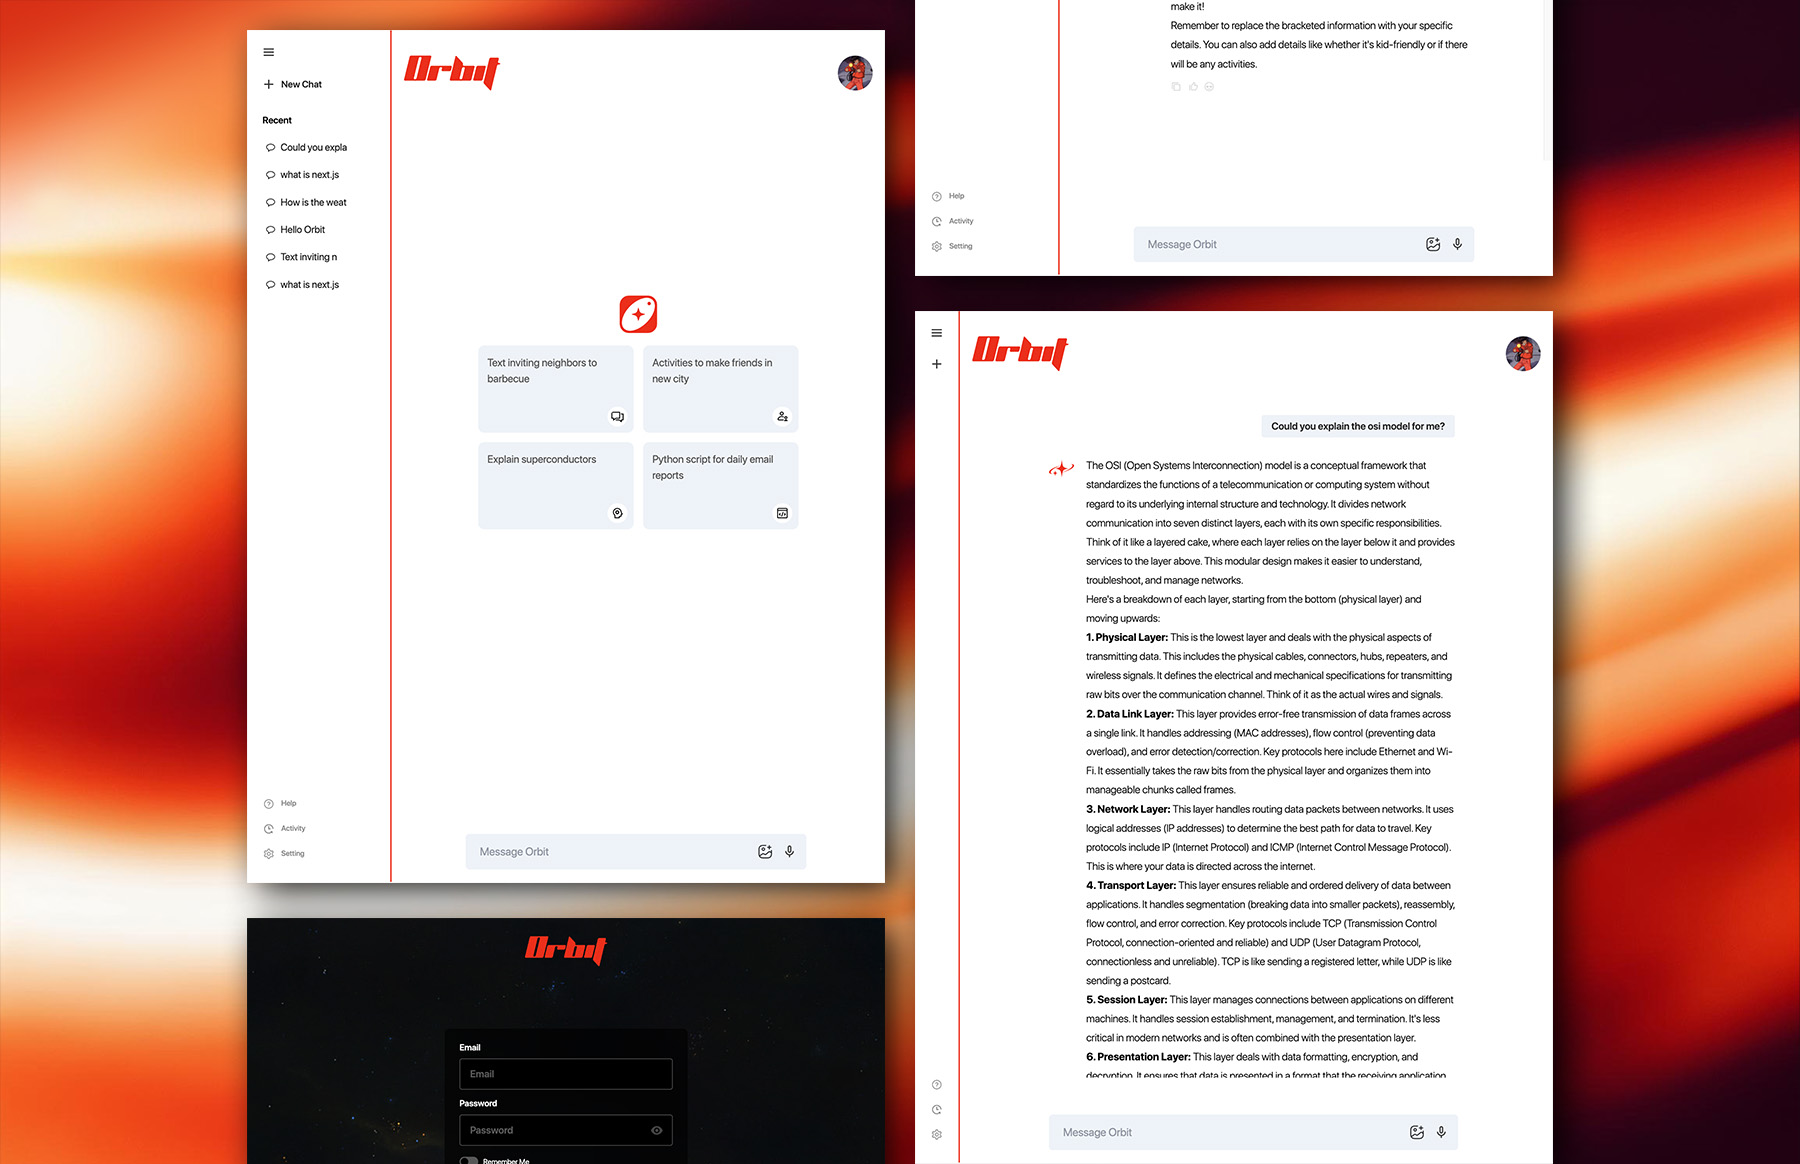 Orbit
New Chat
Recent
Could you expla
what is next.js
How is the weat
Hello Orbit
Text inviting n
what is next.js
Text inviting neighbors to
barbecue
Activities to make friends in
new city
Explain superconductors
Python script for daily email
reports
Help
Activity
Setting
Message Orbit
Orbit
Email
Email
Password
Password
Remember Me
make it!
Remember to replace the bracketed information with your specific
details. You can also add details like whether it's kid-friendly or if there
will be any activities.
Help
Activity
Setting
Message Orbit
Orbit
Could you explain the osi model for me?
The OSI (Open Systems Interconnection) model is a conceptual framework that
standardizes the functions of a telecommunication or computing system without
regard to its underlying internal structure and technology. It divides network
communication into seven distinct layers, each with its own specific responsibilities.
Think of it like a layered cake, where each layer relies on the layer below it and provides
services to the layer above. This modular design makes it easier to understand,
troubleshoot, and manage networks.
Here's a breakdown of each layer, starting from the bottom (physical layer) and
moving upwards:
1. Physical Layer: This is the lowest layer and deals with the physical aspects of
transmitting data. This includes the physical cables, connectors, hubs, repeaters, and
wireless signals. It defines the electrical and mechanical specifications for transmitting
raw bits over the communication channel. Think of it as the actual wires and signals.
2. Data Link Layer: This layer provides error-free transmission of data frames across
a single link. It handles addressing (MAC addresses), flow control (preventing data
overload), and error detection/correction. Key protocols here include Ethernet and Wi-
Fi. It essentially takes the raw bits from the physical layer and organizes them into
manageable chunks called frames.
3. Network Layer: This layer handles routing data packets between networks. It uses
logical addresses (IP addresses) to determine the best path for data to travel. Key
protocols include IP (Internet Protocol) and ICMP (Internet Control Message Protocol).
This is where your data is directed across the internet.
4. Transport Layer: This layer ensures reliable and ordered delivery of data between
applications. It handles segmentation (breaking data into smaller packets), reassembly,
flow control, and error correction. Key protocols include TCP (Transmission Control
Protocol, connection-oriented and reliable) and UDP (User Datagram Protocol,
connectionless and unreliable). TCP is like sending a registered letter, while UDP is like
sending a postcard.
5. Session Layer: This layer manages connections between applications on different
machines. It handles session establishment, management, and termination. It's less
critical in modern networks and is often combined with the presentation layer.
6. Presentation Layer: This layer deals with data formatting, encryption, and
decryption. It ensures that data is presented in a format that the receiving application
Message Orbit